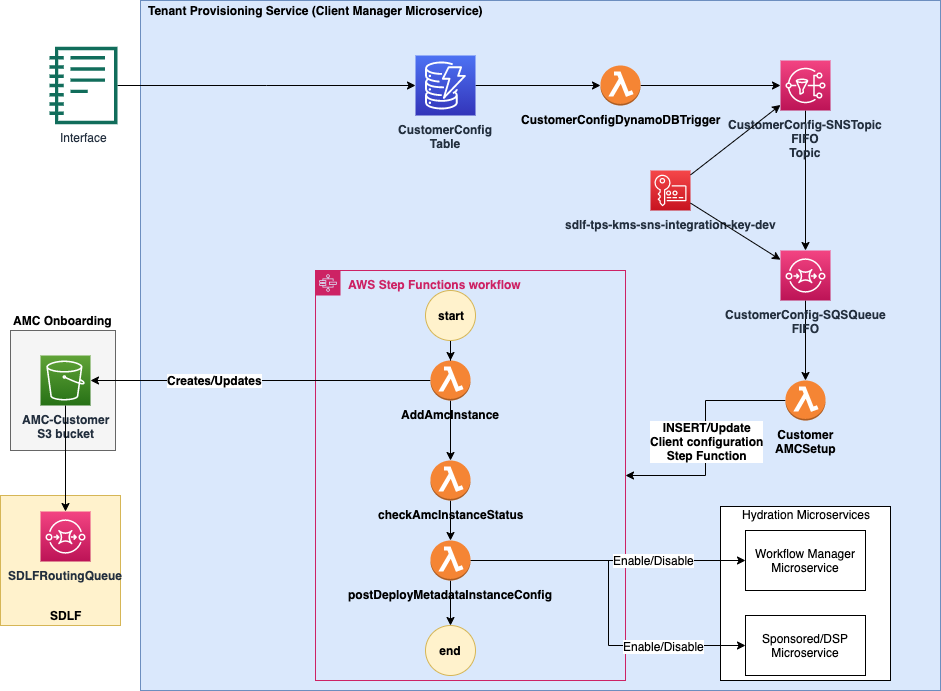 Tenant Provisioning Service (Client Manager Microservice)
Interface
CustomerConfig
Table
CustomerConfigDynamoDBTrigger
CustomerConfig-SNSTopic
FIFO
Topic
sdlf-tps-kms-sns-integration-key-dev
CustomerConfig-SQSQueue
FIFO
AWS Step Functions workflow
start
AMC Onboarding
Creates/Updates
AMC-Customer
S3 bucket
AddAmcInstance
INSERT/Update
Client configuration
Step Function
Customer
AMCSetup
checkAmcInstanceStatus
Hydration Microservices
Enable/Disable
Workflow Manager
Microservice
SDLFRoutingQueue
SDLF
postDeployMetadataInstanceConfig
end
Enable/Disable
Sponsored/DSP
Microservice